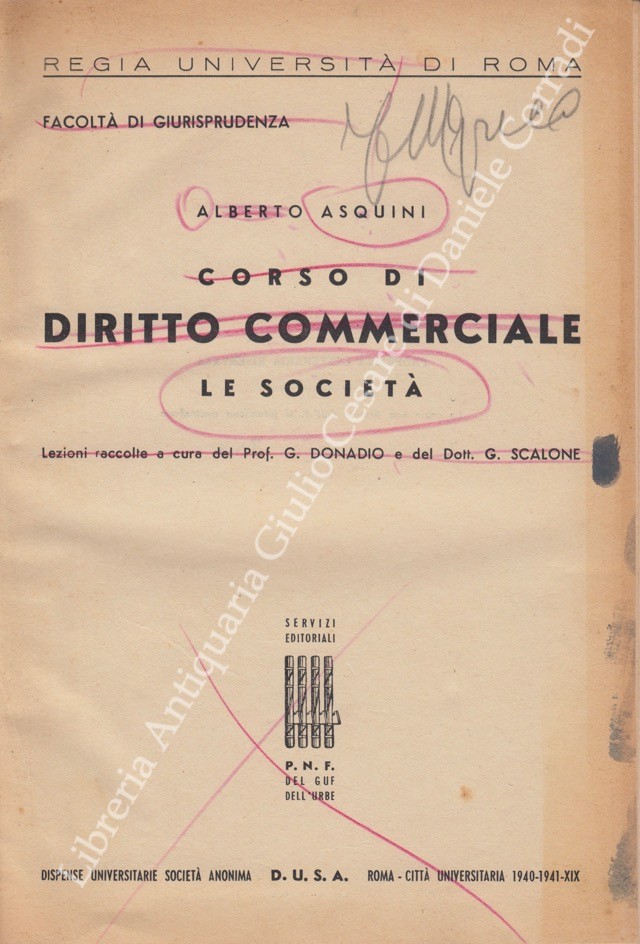 REGIA UNIVERSITÀ DI ROMA
FACOLTÀ DI GIURISPRUDENZA
ALBERTO ASQUINI
CORSO DI
DIRITTO COMMERCIALE
LE SOCIETÀ
Lezioni raccolte a cura del Prof. G. DONADIO e del Dott. G. SCALONE
SERVIZI
EDITORIALI
P. N. F.
DEL GUF
DELL'URBE
DISPENSE UNIVERSITARIE SOCIETÀ ANONIMA D. U. S. A. ROMA - CITTÀ UNIVERSITARIA 1940-1941-XIX
Libreria Antiquaria Giulio Cesare di Daniele Corradi